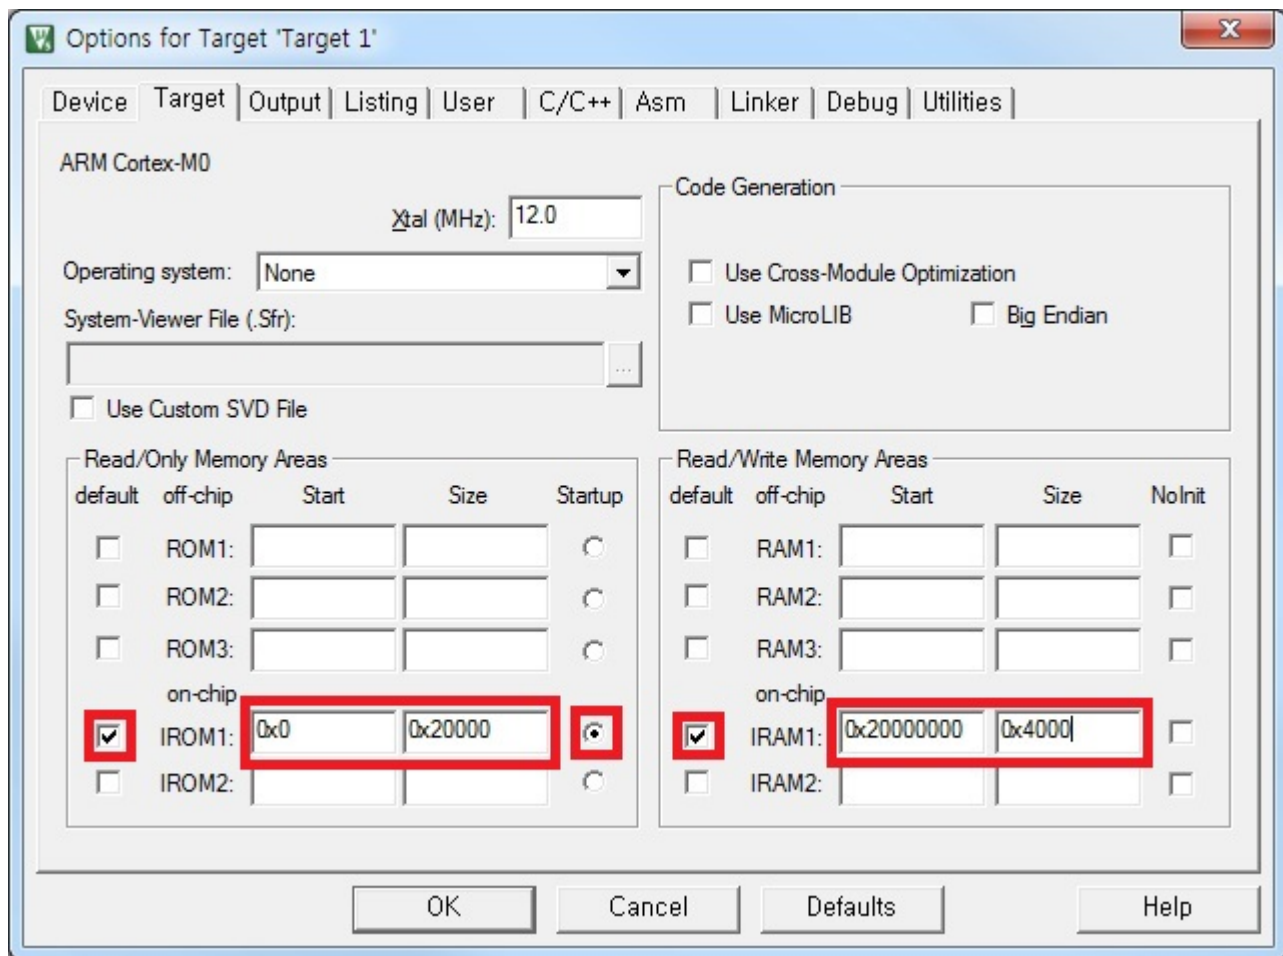 Options for Target 'Target 1'
x
Device Target Output Listing User C/C++ Asm Linker Debug Utilities
ARM Cortex-M0
Xtal (MHz): 12.0
Operating system: None
System-Viewer File (.Sfr):
...
Use Custom SVD File
Code Generation
Use Cross-Module Optimization
Use MicroLIB Big Endian
Read/Only Memory Areas
default off-chip Start Size Startup
ROM1:
ROM2:
ROM3:
on-chip
IROM1: 0x0 0x20000
IROM2:
Read/Write Memory Areas
default off-chip Start Size NoInit
RAM1:
RAM2:
RAM3:
on-chip
IRAM1: 0x20000000 0x4000
IRAM2:
OK Cancel Defaults Help